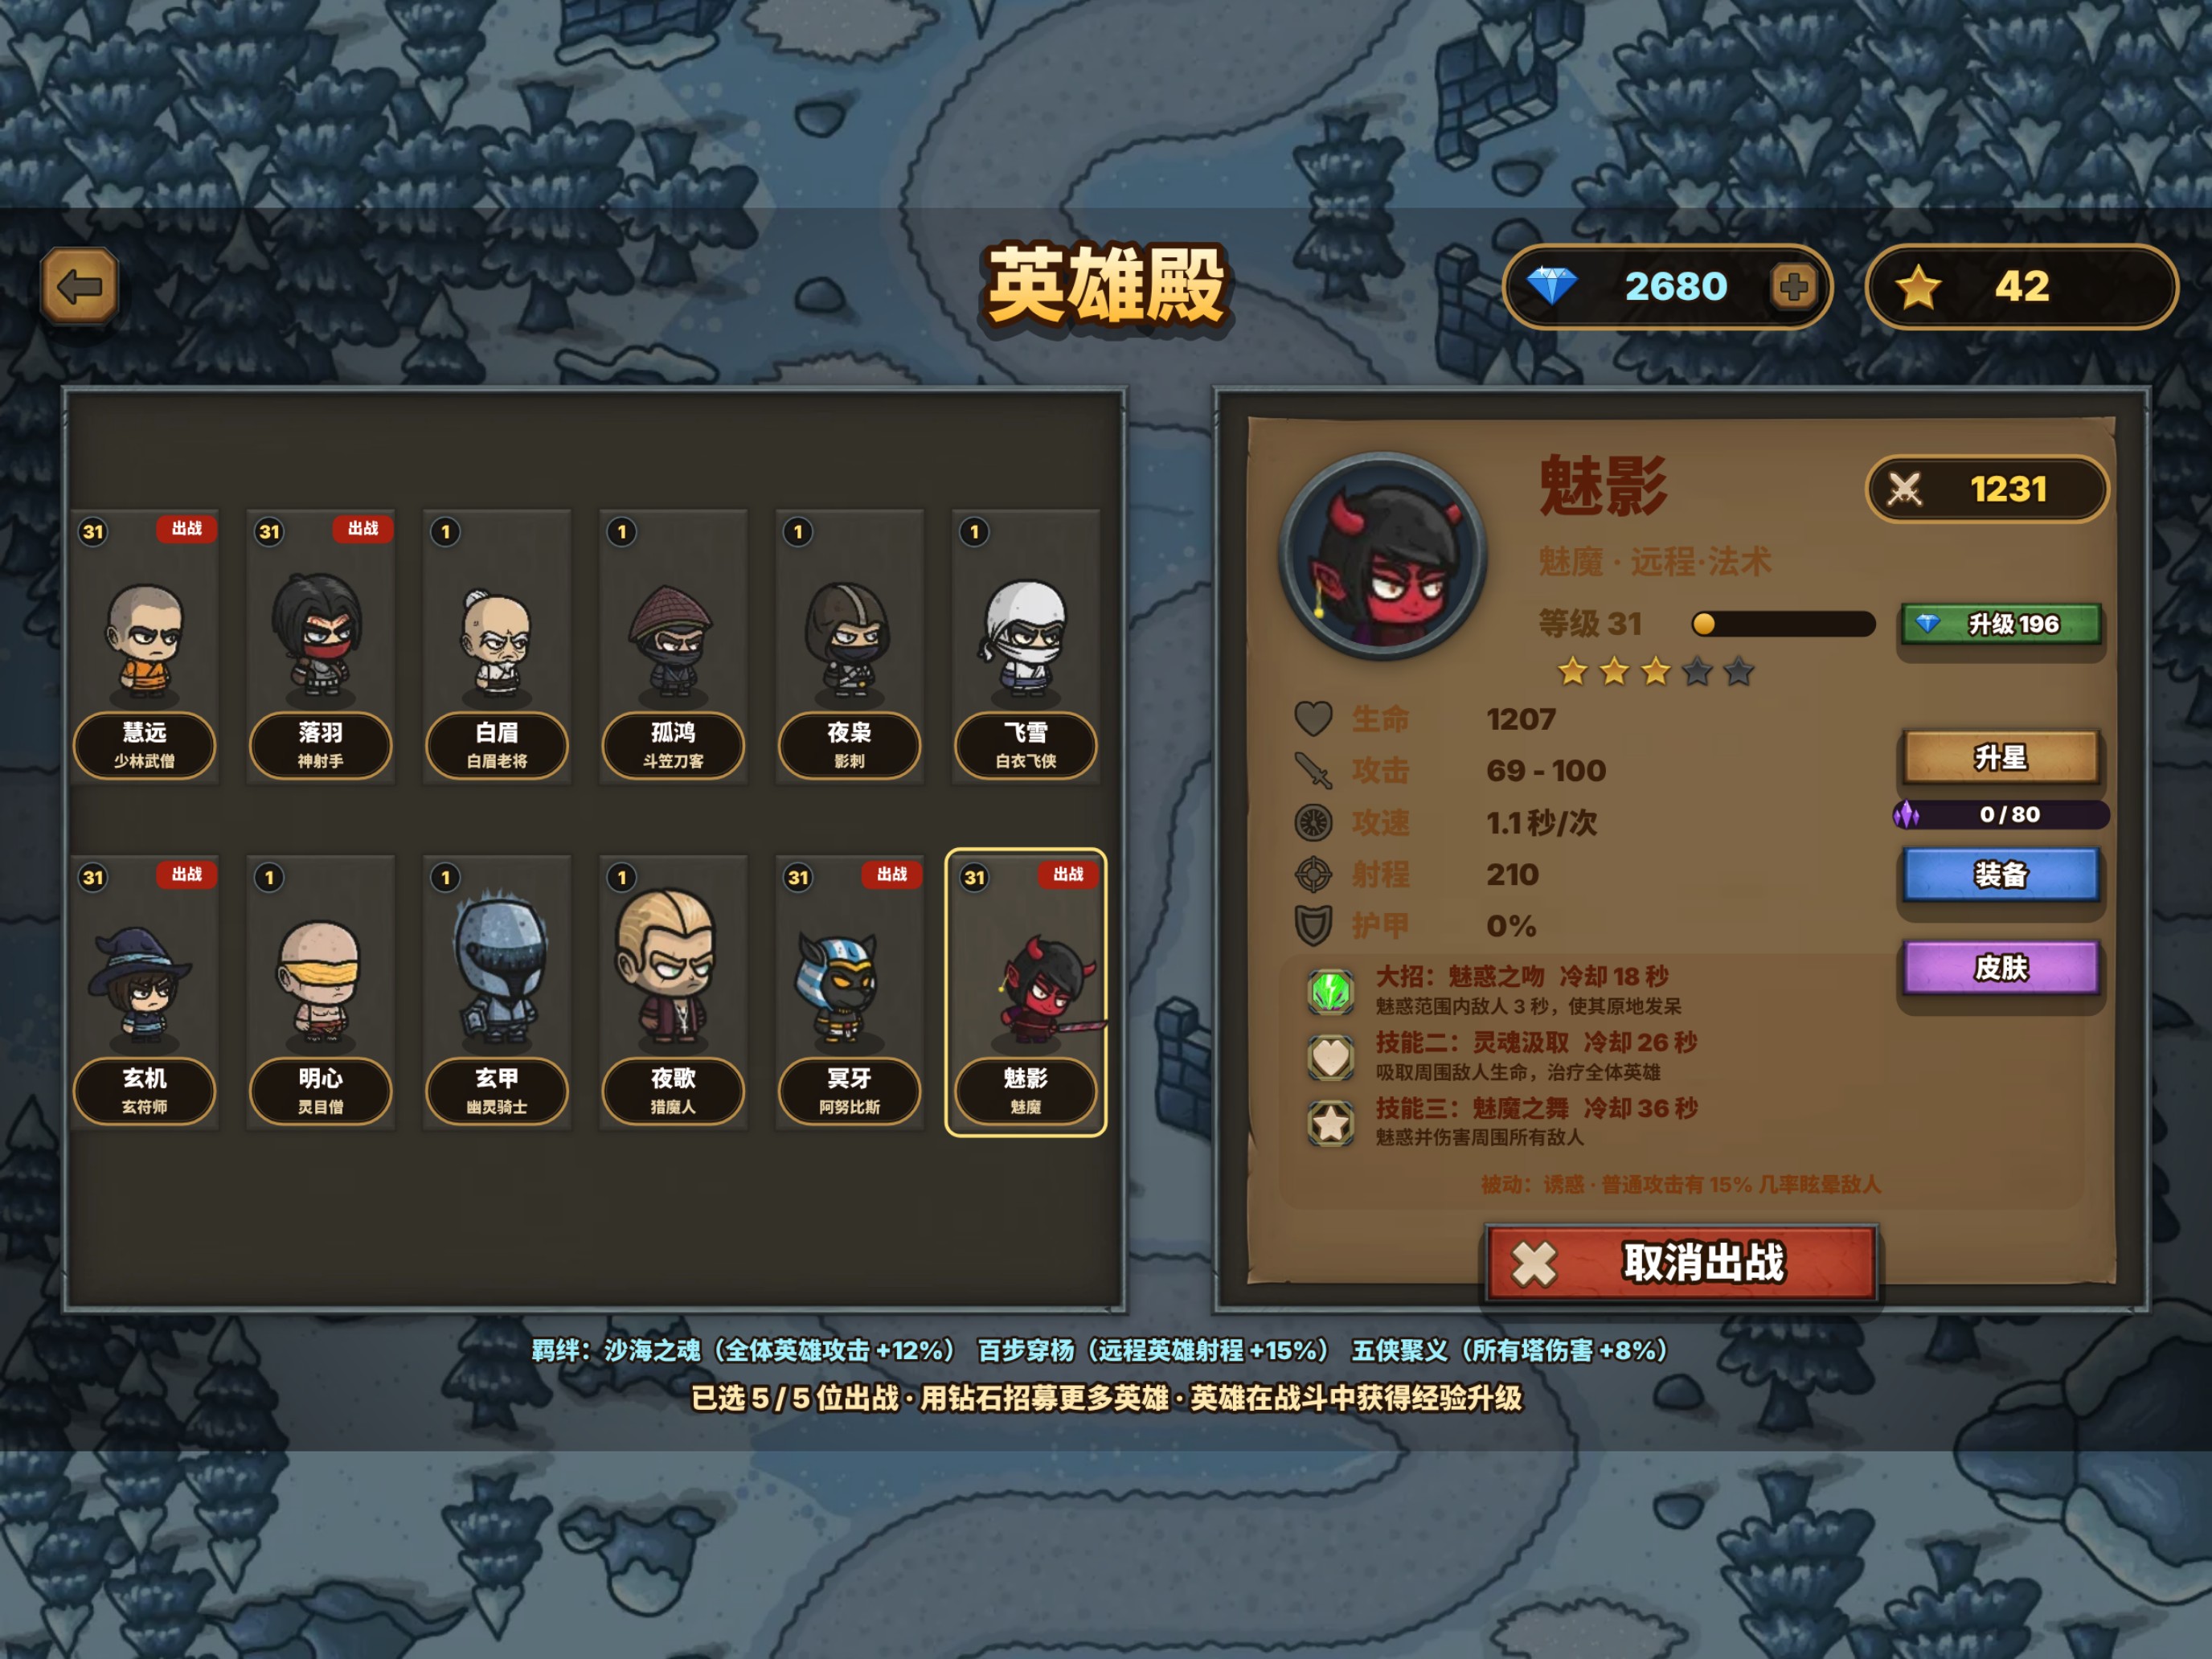 英雄殿
2680
42
31 出战
31 出战
1
1
1
1
慧远
少林武僧
落羽
神射手
白眉
白眉老将
孤鸿
斗笠刀客
夜枭
影刺
飞雪
白衣飞侠
31 出战
1
1
1
31 出战
31 出战
玄机
玄符师
明心
灵目僧
玄甲
幽灵骑士
夜歌
猎魔人
冥牙
阿努比斯
魅影
魅魔
魅影
1231
魅魔 · 远程·法术
等级 31
升级 196
生命 1207
攻击 69 - 100
攻速 1.1 秒/次
射程 210
护甲 0%
升星
0 / 80
装备
皮肤
大招：魅惑之吻 冷却 18 秒
魅惑范围内敌人 3 秒，使其原地发呆
技能二：灵魂汲取 冷却 26 秒
吸取周围敌人生命，治疗全体英雄
技能三：魅魔之舞 冷却 36 秒
魅惑并伤害周围所有敌人
被动：诱惑 · 普通攻击有 15% 几率眩晕敌人
取消出战
羁绊：沙海之魂（全体英雄攻击 +12%） 百步穿杨（远程英雄射程 +15%） 五侠聚义（所有塔伤害 +8%）
已选 5 / 5 位出战 · 用钻石招募更多英雄 · 英雄在战斗中获得经验升级